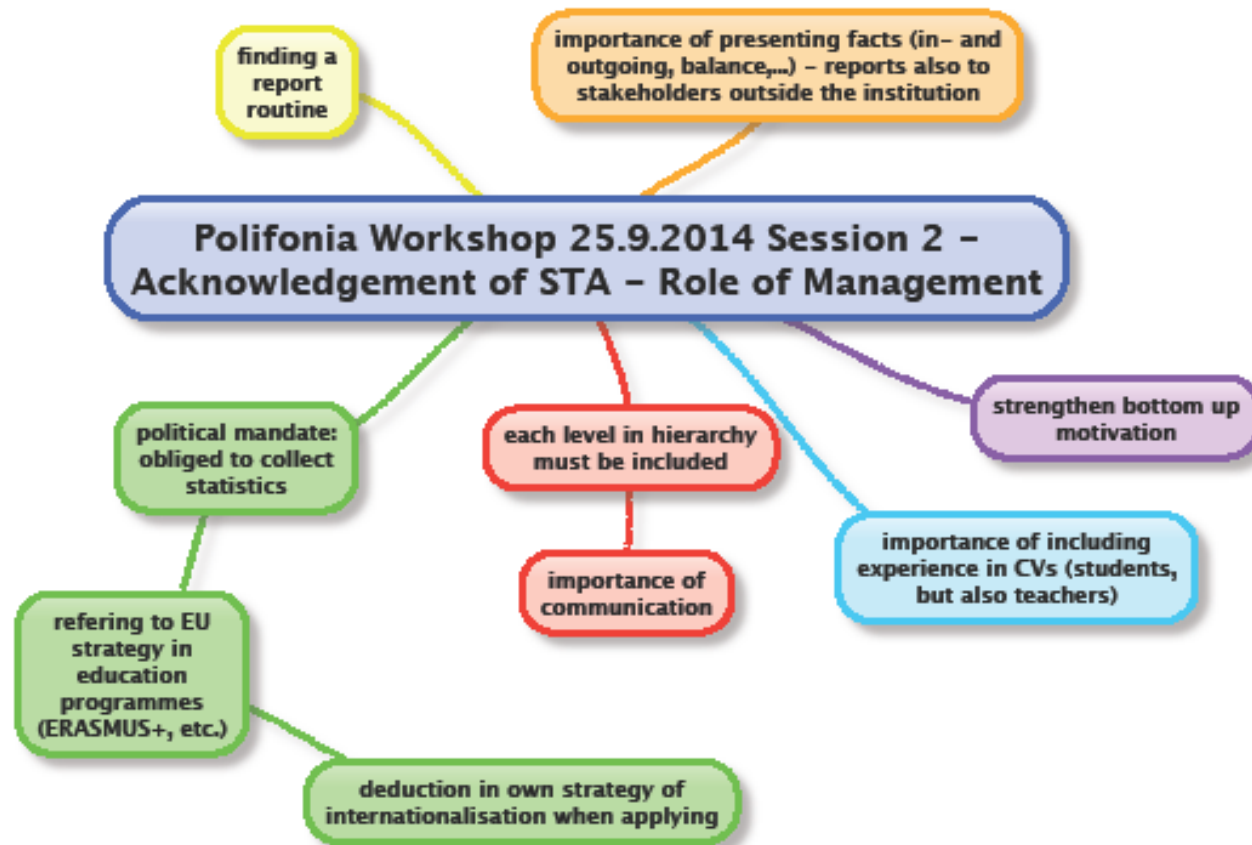 finding a
report
routine
importance of presenting facts (in- and
outgoing, balance,...) - reports also to
stakeholders outside the institution
Polifonia Workshop 25.9.2014 Session 2 -
Acknowledgement of STA - Role of Management
political mandate:
obliged to collect
statistics
each level in hierarchy
must be included
strengthen bottom up
motivation
importance of
communication
importance of including
experience in CVs (students,
but also teachers)
refering to EU
strategy in
education
programmes
(ERASMUS+, etc.)
deduction in own strategy of
internationalisation when applying